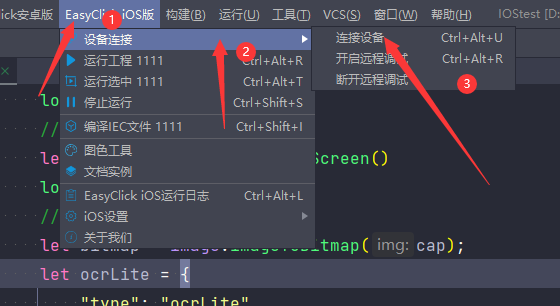 ick安卓版 EasyClick iOS版 构建(B) 运行(U) 工具(T) VCS(S) 窗口(W) 帮助(H) IOStest [D:
1
设备连接
连接设备 Ctrl+Alt+U
2
运行工程 1111 Ctrl+Alt+R
开启远程调试 Ctrl+Alt+R
运行选中 1111 Ctrl+Alt+T
断开远程调试
3
停止运行 Ctrl+Shift+S
lo
编译IEC文件 1111 Ctrl+Shift+I
//
图色工具
let Screen()
文档实例
lo
EasyClick iOS运行日志 Ctrl+Alt+L
//
iOS设置
关于我们
let bitmap = image.imageToBitmap( img: cap);
let ocrLite = {
"type": "ocrLite"